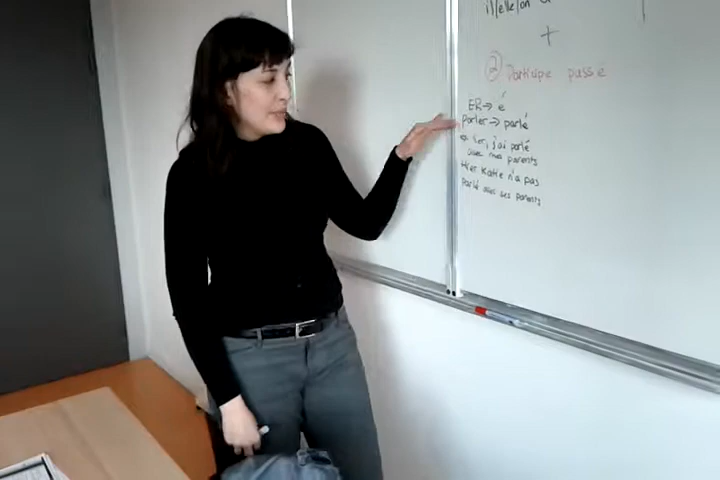 il/elle/on a
+
② Participe passé
ER → é
parler → parlé
Hier, j'ai parlé
avec mes parents
Hier Katie n'a pas
parlé avec ses parents